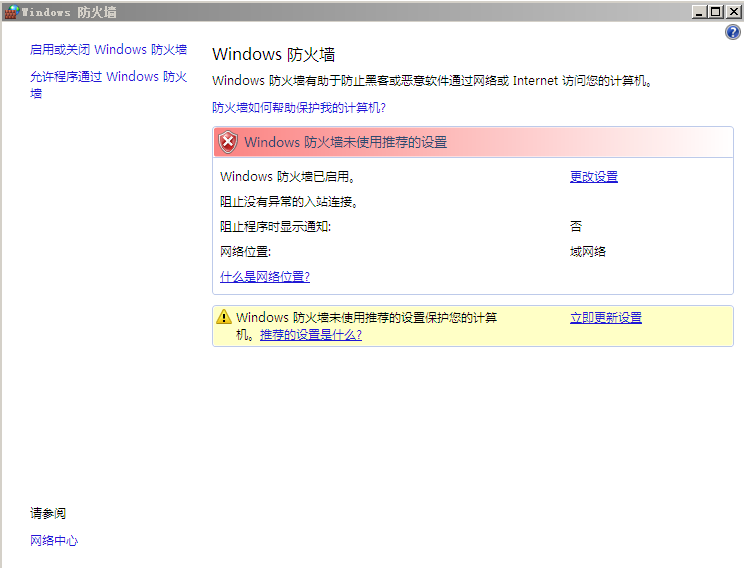 Windows 防火墙
启用或关闭 Windows 防火墙
允许程序通过 Windows 防火
墙
Windows 防火墙
Windows 防火墙有助于防止黑客或恶意软件通过网络或 Internet 访问您的计算机。
防火墙如何帮助保护我的计算机?
Windows 防火墙未使用推荐的设置
Windows 防火墙已启用。 更改设置
阻止没有异常的入站连接。
阻止程序时显示通知: 否
网络位置: 域网络
什么是网络位置?
Windows 防火墙未使用推荐的设置保护您的计算 立即更新设置
机。推荐的设置是什么?
请参阅
网络中心